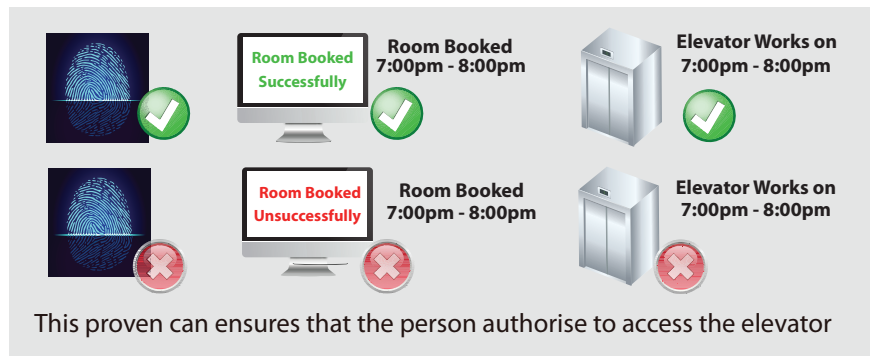 Room Booked
Successfully
Room Booked
7:00pm - 8:00pm
Elevator Works on
7:00pm - 8:00pm
Room Booked
Unsuccessfully
Room Booked
7:00pm - 8:00pm
Elevator Works on
7:00pm - 8:00pm
This proven can ensures that the person authorise to access the elevator